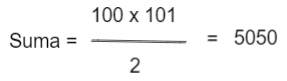 100 x 101
Suma = ———— = 5050
2